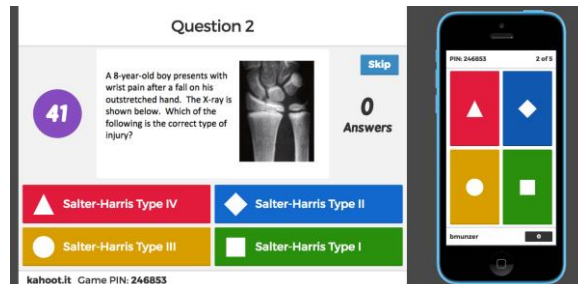 Question 2
Skip
A 8-year-old boy presents with
wrist pain after a fall on his
outstretched hand. The X-ray is
shown below. Which of the
following is the correct type of
injury?
41
0
Answers
Salter-Harris Type IV
Salter-Harris Type II
Salter-Harris Type III
Salter-Harris Type I
kahoot.it Game PIN: 246853
PIN: 246853
2 of 5
bmunzer
0